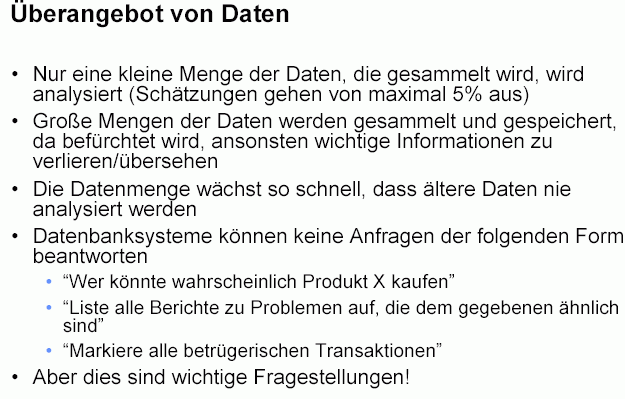 Überangebot von Daten
• Nur eine kleine Menge der Daten, die gesammelt wird, wird
analysiert (Schätzungen gehen von maximal 5% aus)
• Große Mengen der Daten werden gesammelt und gespeichert,
da befürchtet wird, ansonsten wichtige Informationen zu
verlieren/übersehen
• Die Datenmenge wächst so schnell, dass ältere Daten nie
analysiert werden
• Datenbanksysteme können keine Anfragen der folgenden Form
beantworten
• “Wer könnte wahrscheinlich Produkt X kaufen”
• “Liste alle Berichte zu Problemen auf, die dem gegebenen ähnlich
sind”
• “Markiere alle betrügerischen Transaktionen”
• Aber dies sind wichtige Fragestellungen!